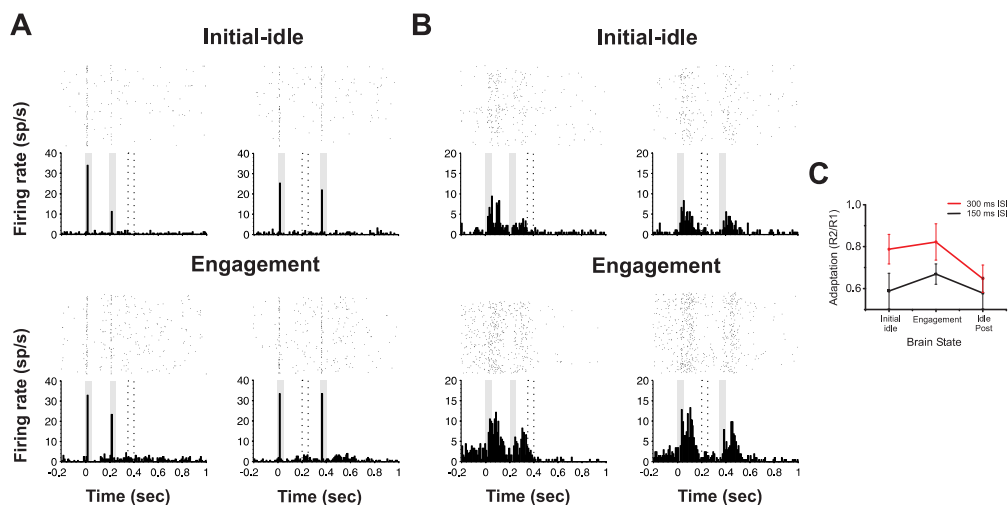 A
Initial-idle
Firing rate (sp/s)
40
30
20
10
0
40
30
20
10
0
Engagement
Firing rate (sp/s)
40
30
20
10
0
-0.2 0 0.2 0.4 0.6 0.8 1
Time (sec)
40
30
20
10
0
-0.2 0 0.2 0.4 0.6 0.8 1
Time (sec)
B
Initial-idle
20
15
10
5
0
20
15
10
5
0
Engagement
20
15
10
5
0
-0.2 0 0.2 0.4 0.6 0.8 1
Time (sec)
20
15
10
5
0
-0.2 0 0.2 0.4 0.6 0.8 1
Time (sec)
C
300 ms ISI
150 ms ISI
Adaptation (R2/R1)
1.0
0.8
0.6
Initial
idle
Engagement
Idle
Post
Brain State